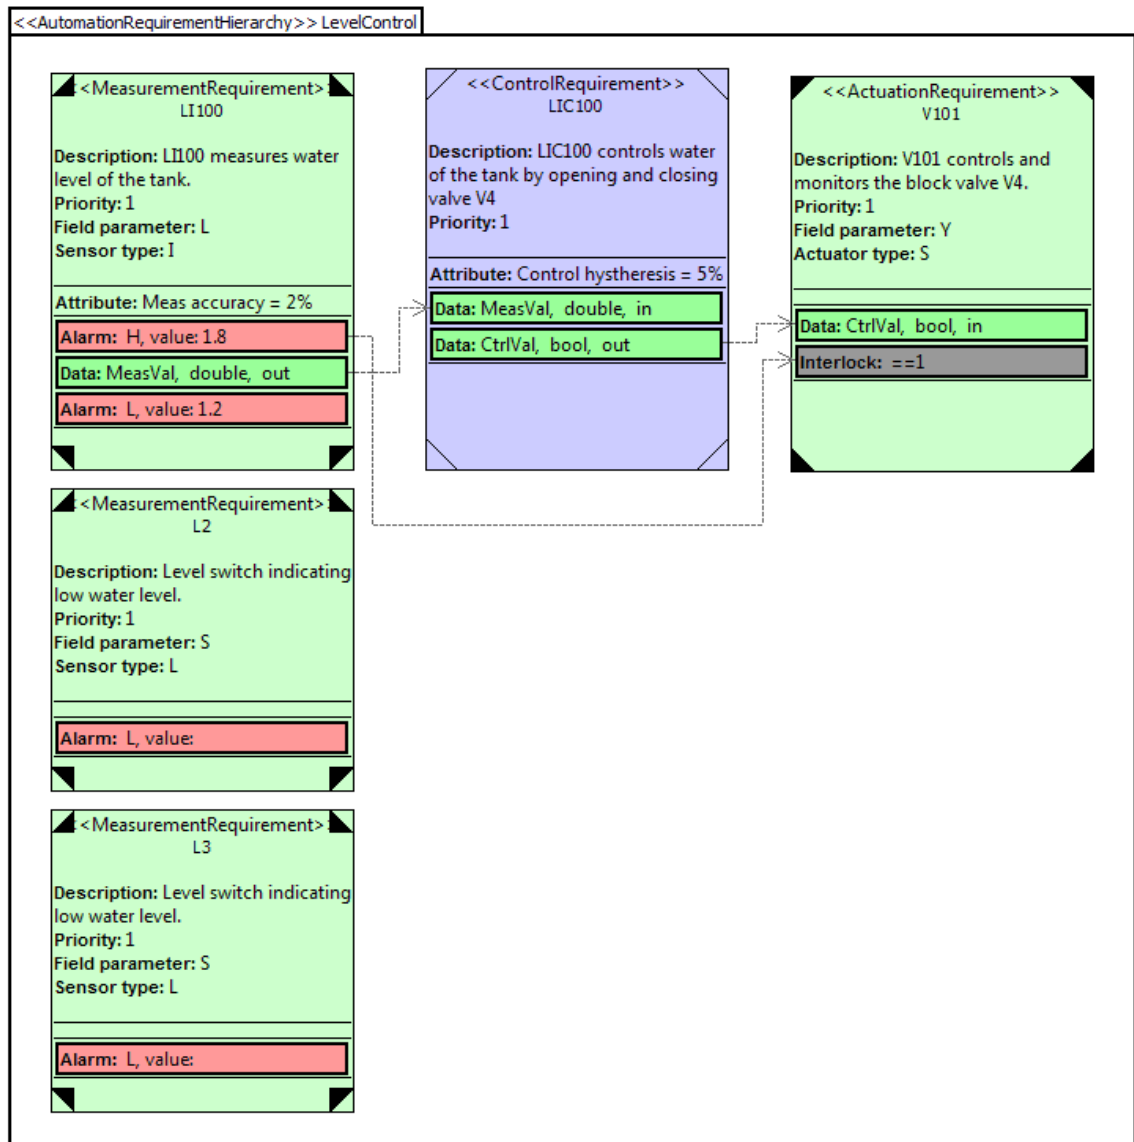 <<AutomationRequirementHierarchy>> LevelControl
<MeasurementRequirement>
LI100
Description: LI100 measures water
level of the tank.
Priority: 1
Field parameter: L
Sensor type: I
Attribute: Meas accuracy = 2%
Alarm: H, value: 1.8
Data: MeasVal, double, out
Alarm: L, value: 1.2
<<ControlRequirement>>
LIC100
Description: LIC100 controls water
of the tank by opening and closing
valve V4
Priority: 1
Attribute: Control hystheresis = 5%
Data: MeasVal, double, in
Data: CtrlVal, bool, out
<<ActuationRequirement>>
V101
Description: V101 controls and
monitors the block valve V4.
Priority: 1
Field parameter: Y
Actuator type: S
Data: CtrlVal, bool, in
Interlock: ==1
<MeasurementRequirement>
L2
Description: Level switch indicating
low water level.
Priority: 1
Field parameter: S
Sensor type: L
Alarm: L, value:
<MeasurementRequirement>
L3
Description: Level switch indicating
low water level.
Priority: 1
Field parameter: S
Sensor type: L
Alarm: L, value: